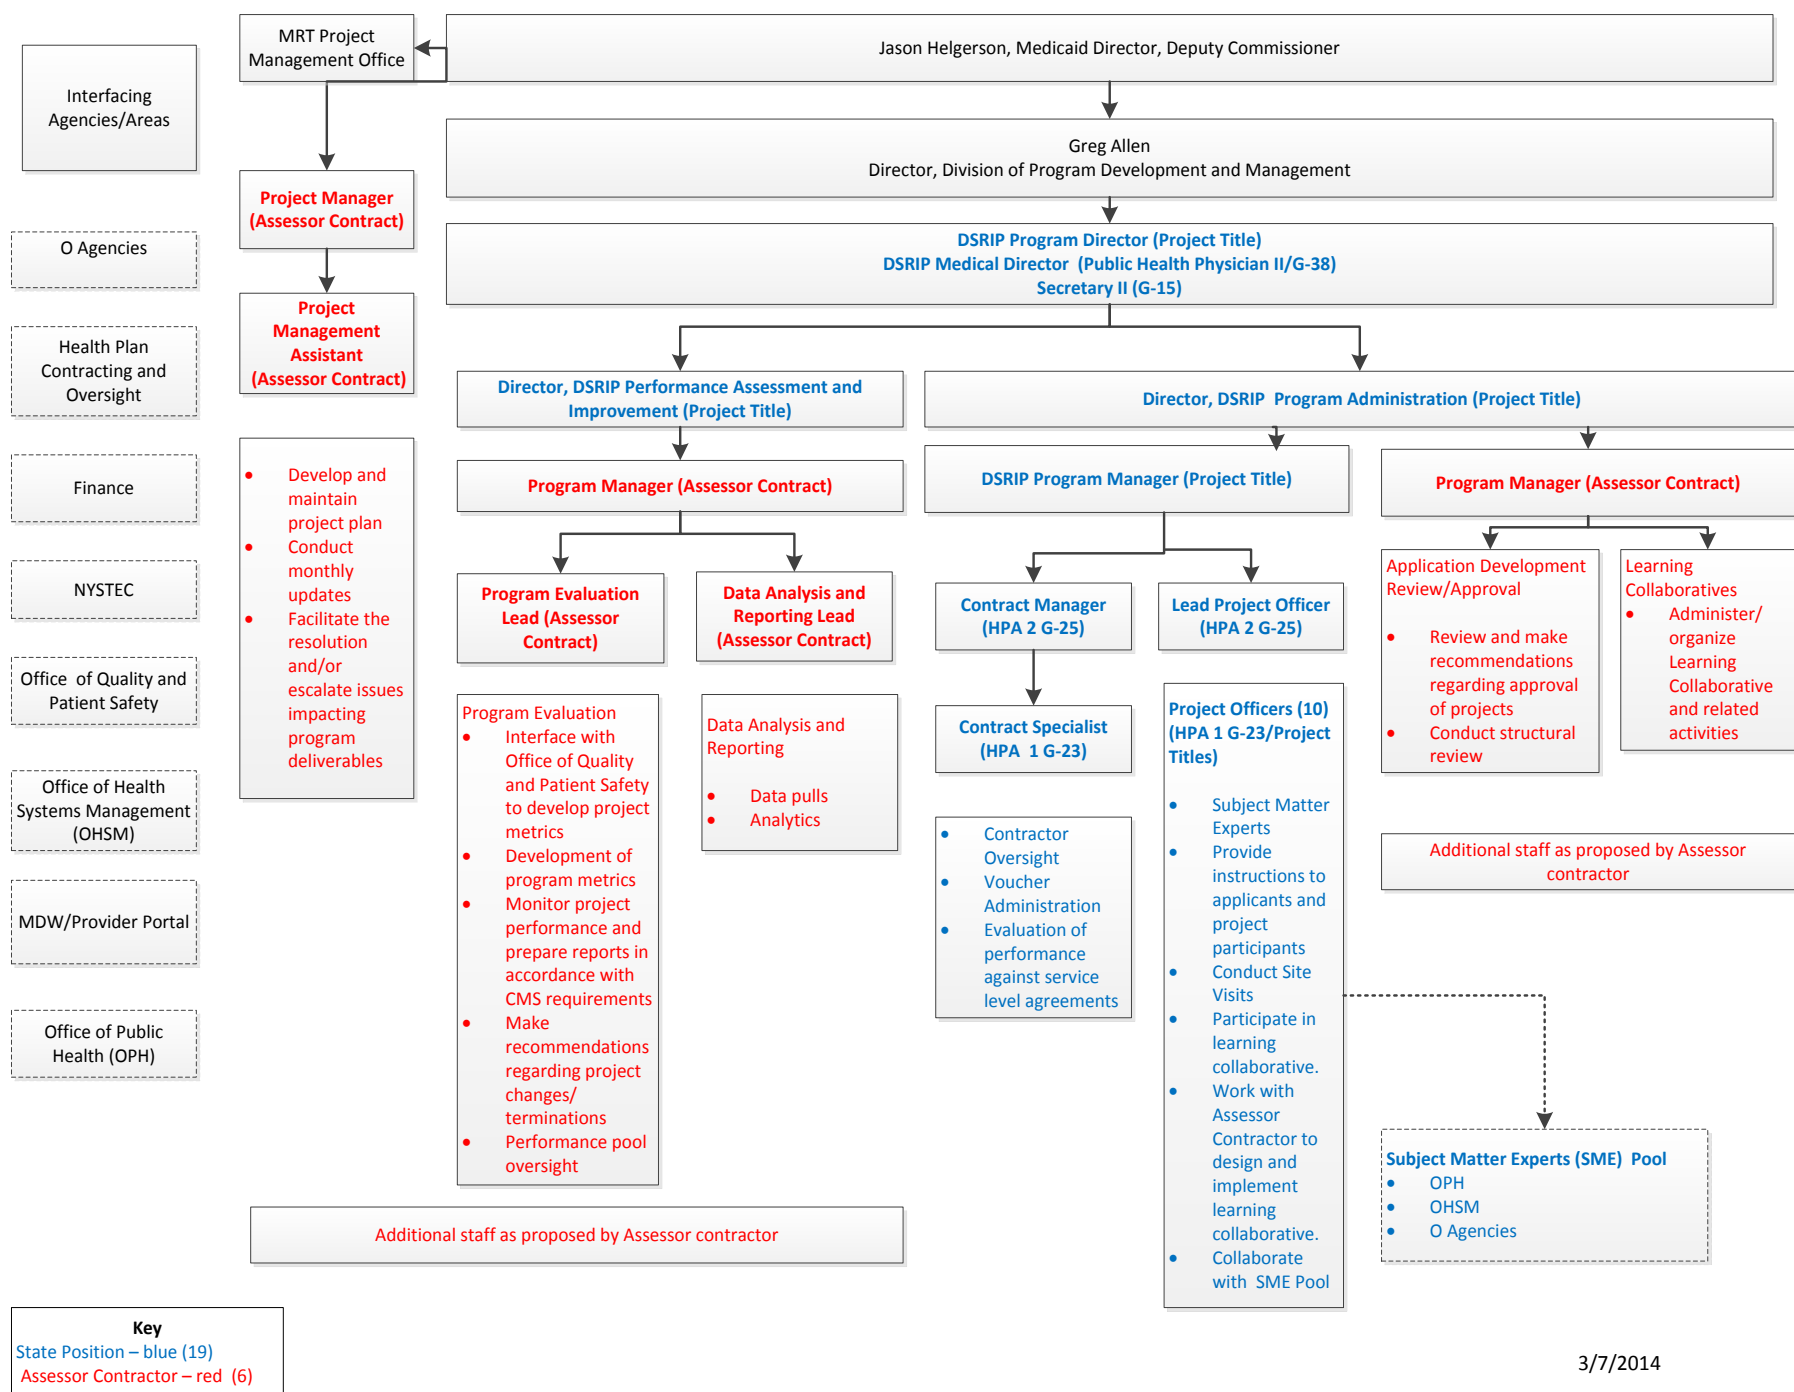 MRT Project
Management Office
Jason Helgerson, Medicaid Director, Deputy Commissioner
Interfacing
Agencies/Areas
Greg Allen
Director, Division of Program Development and Management
Project Manager
(Assessor Contract)
O Agencies
DSRIP Program Director (Project Title)
DSRIP Medical Director (Public Health Physician II/G-38)
Secretary II (G-15)
Project
Management
Assistant
(Assessor Contract)
Health Plan
Contracting and
Oversight
Director, DSRIP Performance Assessment and
Improvement (Project Title)
Director, DSRIP Program Administration (Project Title)
• Develop and
maintain
project plan
• Conduct
monthly
updates
• Facilitate the
resolution
and/or
escalate issues
impacting
program
deliverables
Finance
Program Manager (Assessor Contract)
DSRIP Program Manager (Project Title)
Program Manager (Assessor Contract)
NYSTEC
Program Evaluation
Lead (Assessor
Contract)
Data Analysis and
Reporting Lead
(Assessor Contract)
Contract Manager
(HPA 2 G-25)
Lead Project Officer
(HPA 2 G-25)
Application Development
Review/Approval
• Review and make
recommendations
regarding approval
of projects
• Conduct structural
review
Learning
Collaboratives
• Administer/
organize
Learning
Collaborative
and related
activities
Office of Quality and
Patient Safety
Program Evaluation
• Interface with
Office of Quality
and Patient Safety
to develop project
metrics
• Development of
program metrics
• Monitor project
performance and
prepare reports in
accordance with
CMS requirements
• Make
recommendations
regarding project
changes/
terminations
• Performance pool
oversight
Data Analysis and
Reporting
• Data pulls
• Analytics
Contract Specialist
(HPA 1 G-23)
Project Officers (10)
(HPA 1 G-23/Project
Titles)
• Subject Matter
Experts
• Provide
instructions to
applicants and
project
participants
• Conduct Site
Visits
• Participate in
learning
collaborative.
• Work with
Assessor
Contractor to
design and
implement
learning
collaborative.
• Collaborate
with SME Pool
Office of Health
Systems Management
(OHSM)
• Contractor
Oversight
• Voucher
Administration
• Evaluation of
performance
against service
level agreements
Additional staff as proposed by Assessor
contractor
MDW/Provider Portal
Office of Public
Health (OPH)
Subject Matter Experts (SME) Pool
• OPH
• OHSM
• O Agencies
Additional staff as proposed by Assessor contractor
Key
State Position – blue (19)
Assessor Contractor – red (6)
3/7/2014